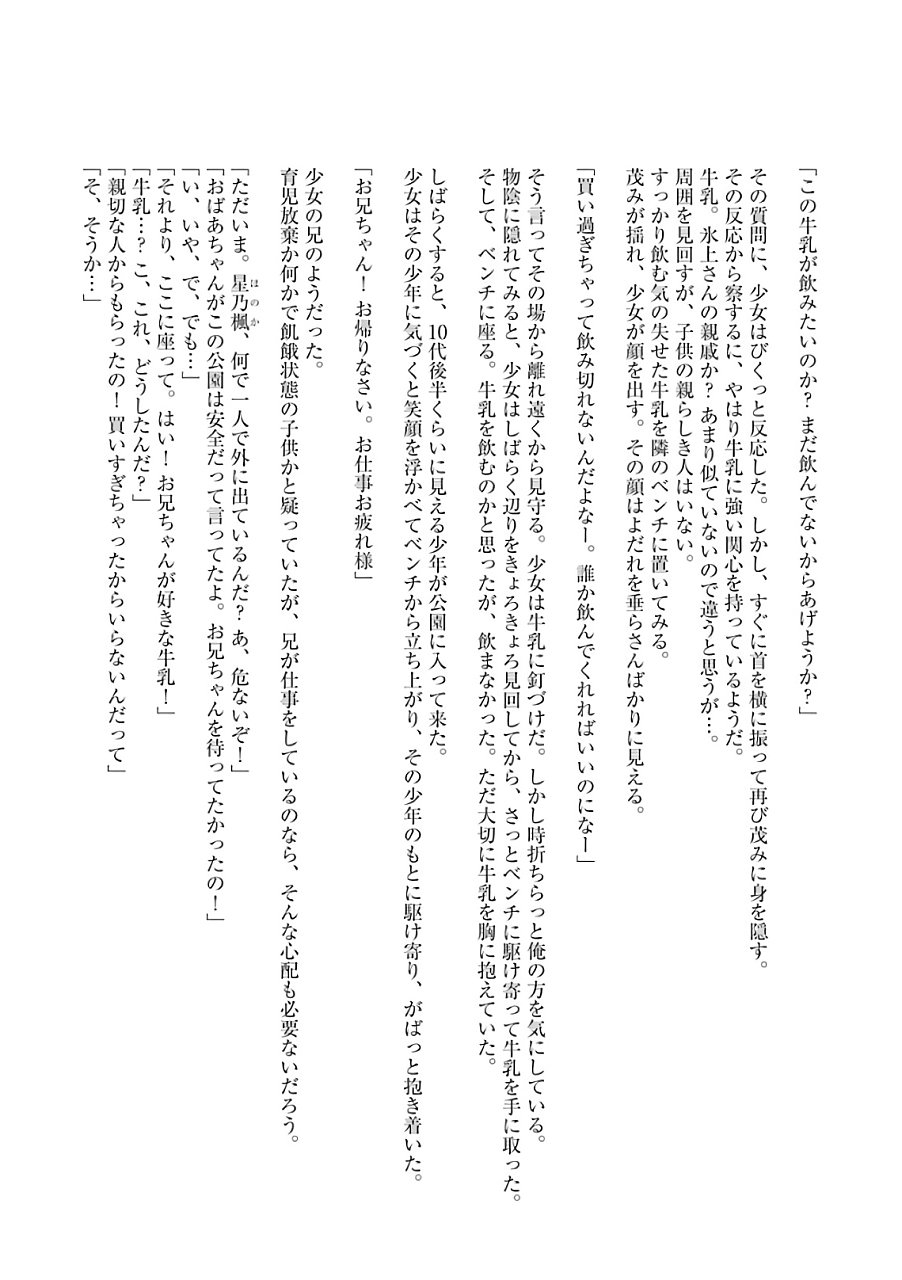 「この牛乳が飲みたいのか？ まだ飲んでないからあげようか？」
その質問に、少女はびくっと反応した。しかし、すぐに首を横に振って再び茂みに身を隠す。
その反応から察するに、やはり牛乳に強い関心を持っているようだ。
牛乳。氷上さんの親戚か？ あまり似ていないので違うと思うが…。
周囲を見回すが、子供の親らしき人はいない。
すっかり飲む気の失せた牛乳を隣のベンチに置いてみる。
茂みが揺れ、少女が顔を出す。その顔はよだれを垂らさんばかりに見える。
「買い過ぎちゃって飲み切れないんだよなー。誰か飲んでくれればいいのになー」
そう言ってその場から離れ遠くから見守る。少女は牛乳に釘づけだ。しかし時折ちらっと俺の方を気にしている。
物陰に隠れてみると、少女はしばらく辺りをきょろきょろ見回してから、さっとベンチに駆け寄って牛乳を手に取った。
そして、ベンチに座る。牛乳を飲むのかと思ったが、飲まなかった。ただ大切に牛乳を胸に抱えていた。
しばらくすると、10代後半くらいに見える少年が公園に入って来た。
少女はその少年に気づくと笑顔を浮かべてベンチから立ち上がり、その少年のもとに駆け寄り、がばっと抱き着いた。
「お兄ちゃん！ お帰りなさい。お仕事お疲れ様」
少女の兄のようだった。
育児放棄か何かで飢餓状態の子供かと疑っていたが、兄が仕事をしているのなら、そんな心配も必要ないだろう。
「ただいま。星乃楓、何で一人で外に出ているんだ？ あ、危ないぞ！」
ほのか
「おばあちゃんがこの公園は安全だって言ってたよ。お兄ちゃんを待ってたかったの！」
「い、いや、で、でも…」
「それより、ここに座って。はい！ お兄ちゃんが好きな牛乳！」
「牛乳…？ こ、これ、どうしたんだ？」
「親切な人からもらったの！ 買いすぎちゃったからいらないんだって」
「そ、そうか…」